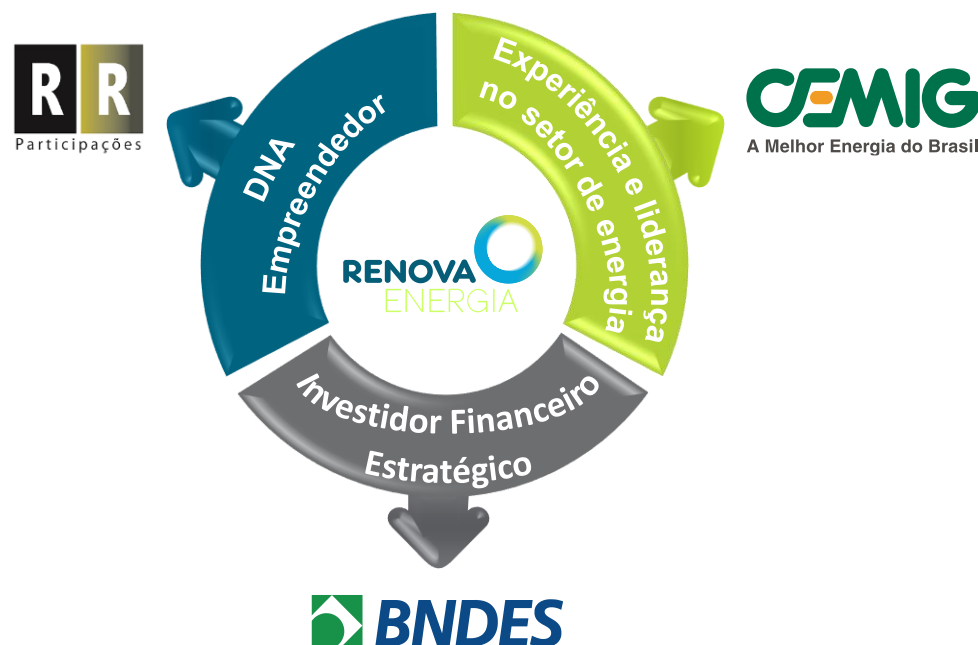 RR
Participações
DNA
Empreendedor
Experiência e liderança
no setor de energia
CEMIG
A Melhor Energia do Brasil
RENOVA
ENERGIA
Investidor Financeiro
Estratégico
BNDES